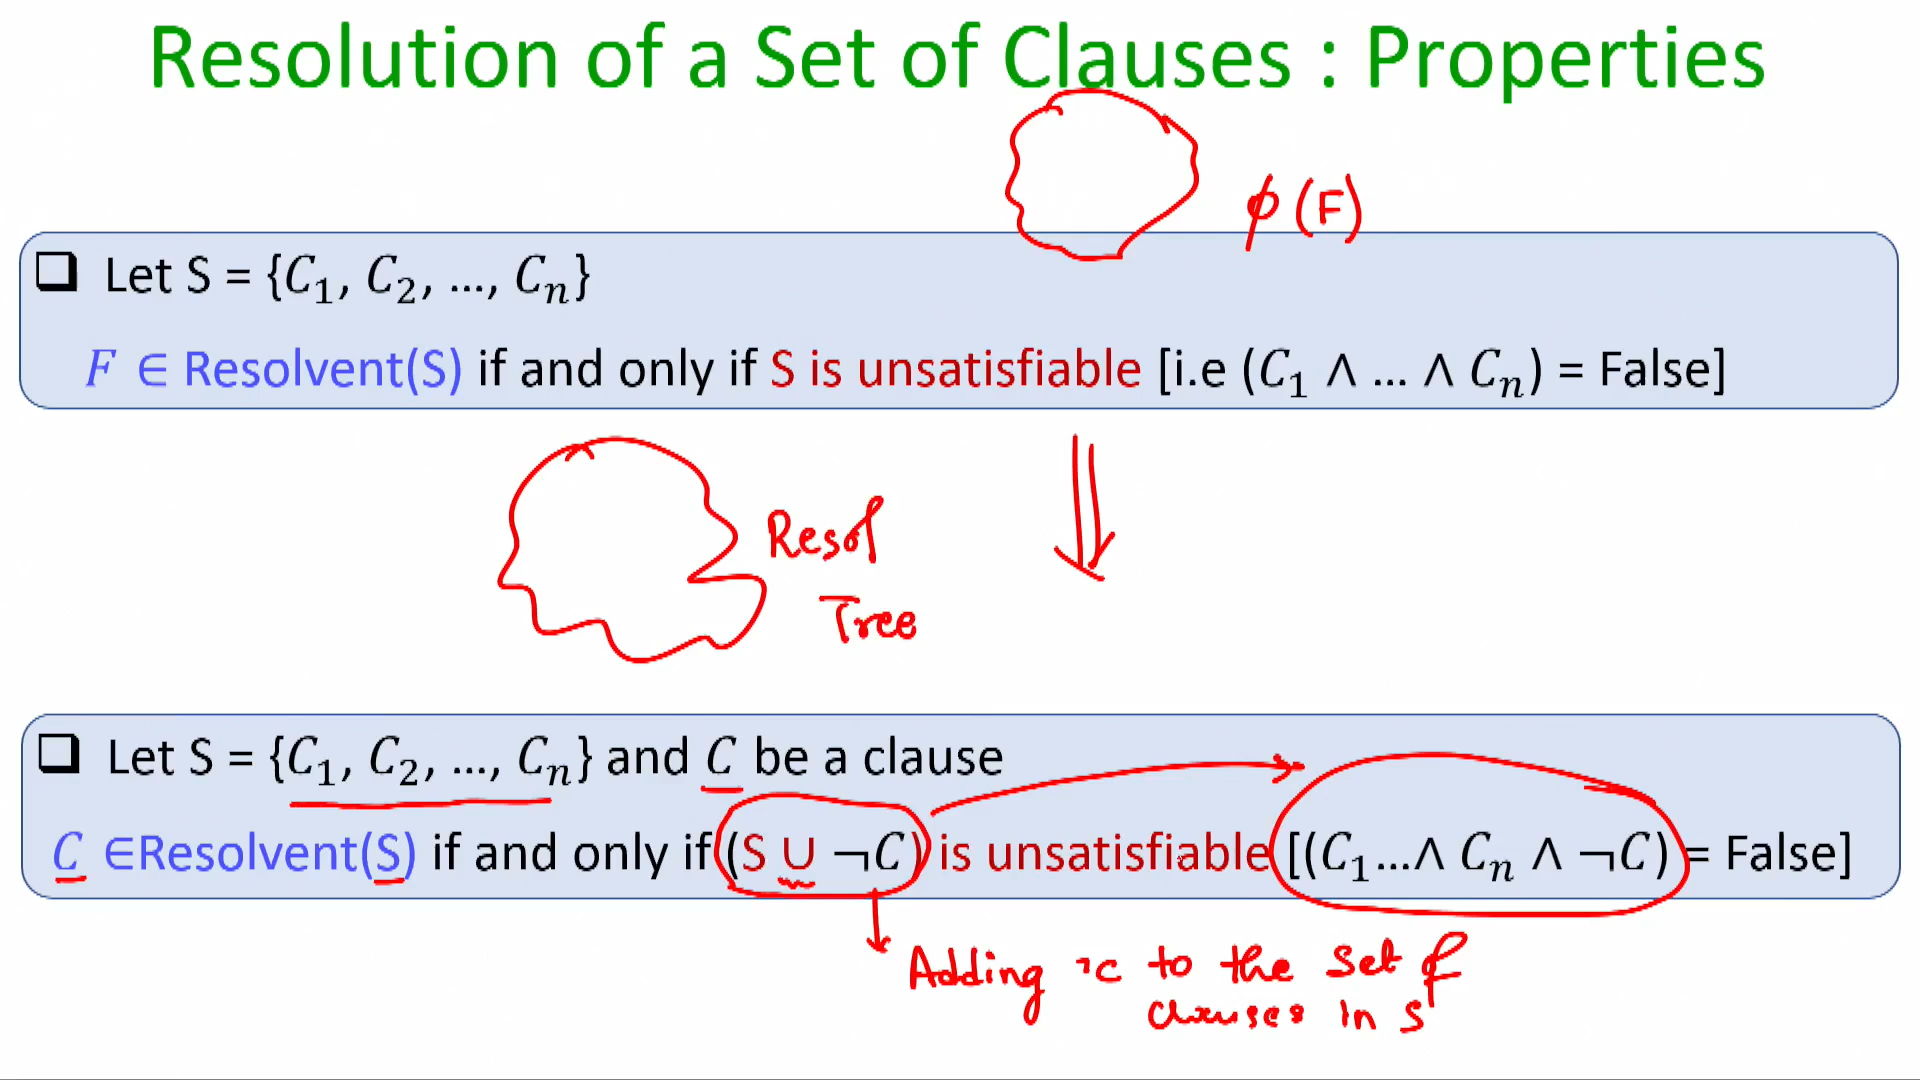 Resolution of a Set of Clauses : Properties
ϕ (F)
❑ Let S = {C₁, C₂, …, Cₙ}
F ∈ Resolvent(S) if and only if S is unsatisfiable [i.e (C₁ ∧ … ∧ Cₙ) = False]
Resol
Tree
❑ Let S = {C₁, C₂, …, Cₙ} and C be a clause
C ∈Resolvent(S) if and only if (S ∪ ¬C) is unsatisfiable [(C₁…∧ Cₙ ∧ ¬C) = False]
Adding ¬C to the set of
clauses in S